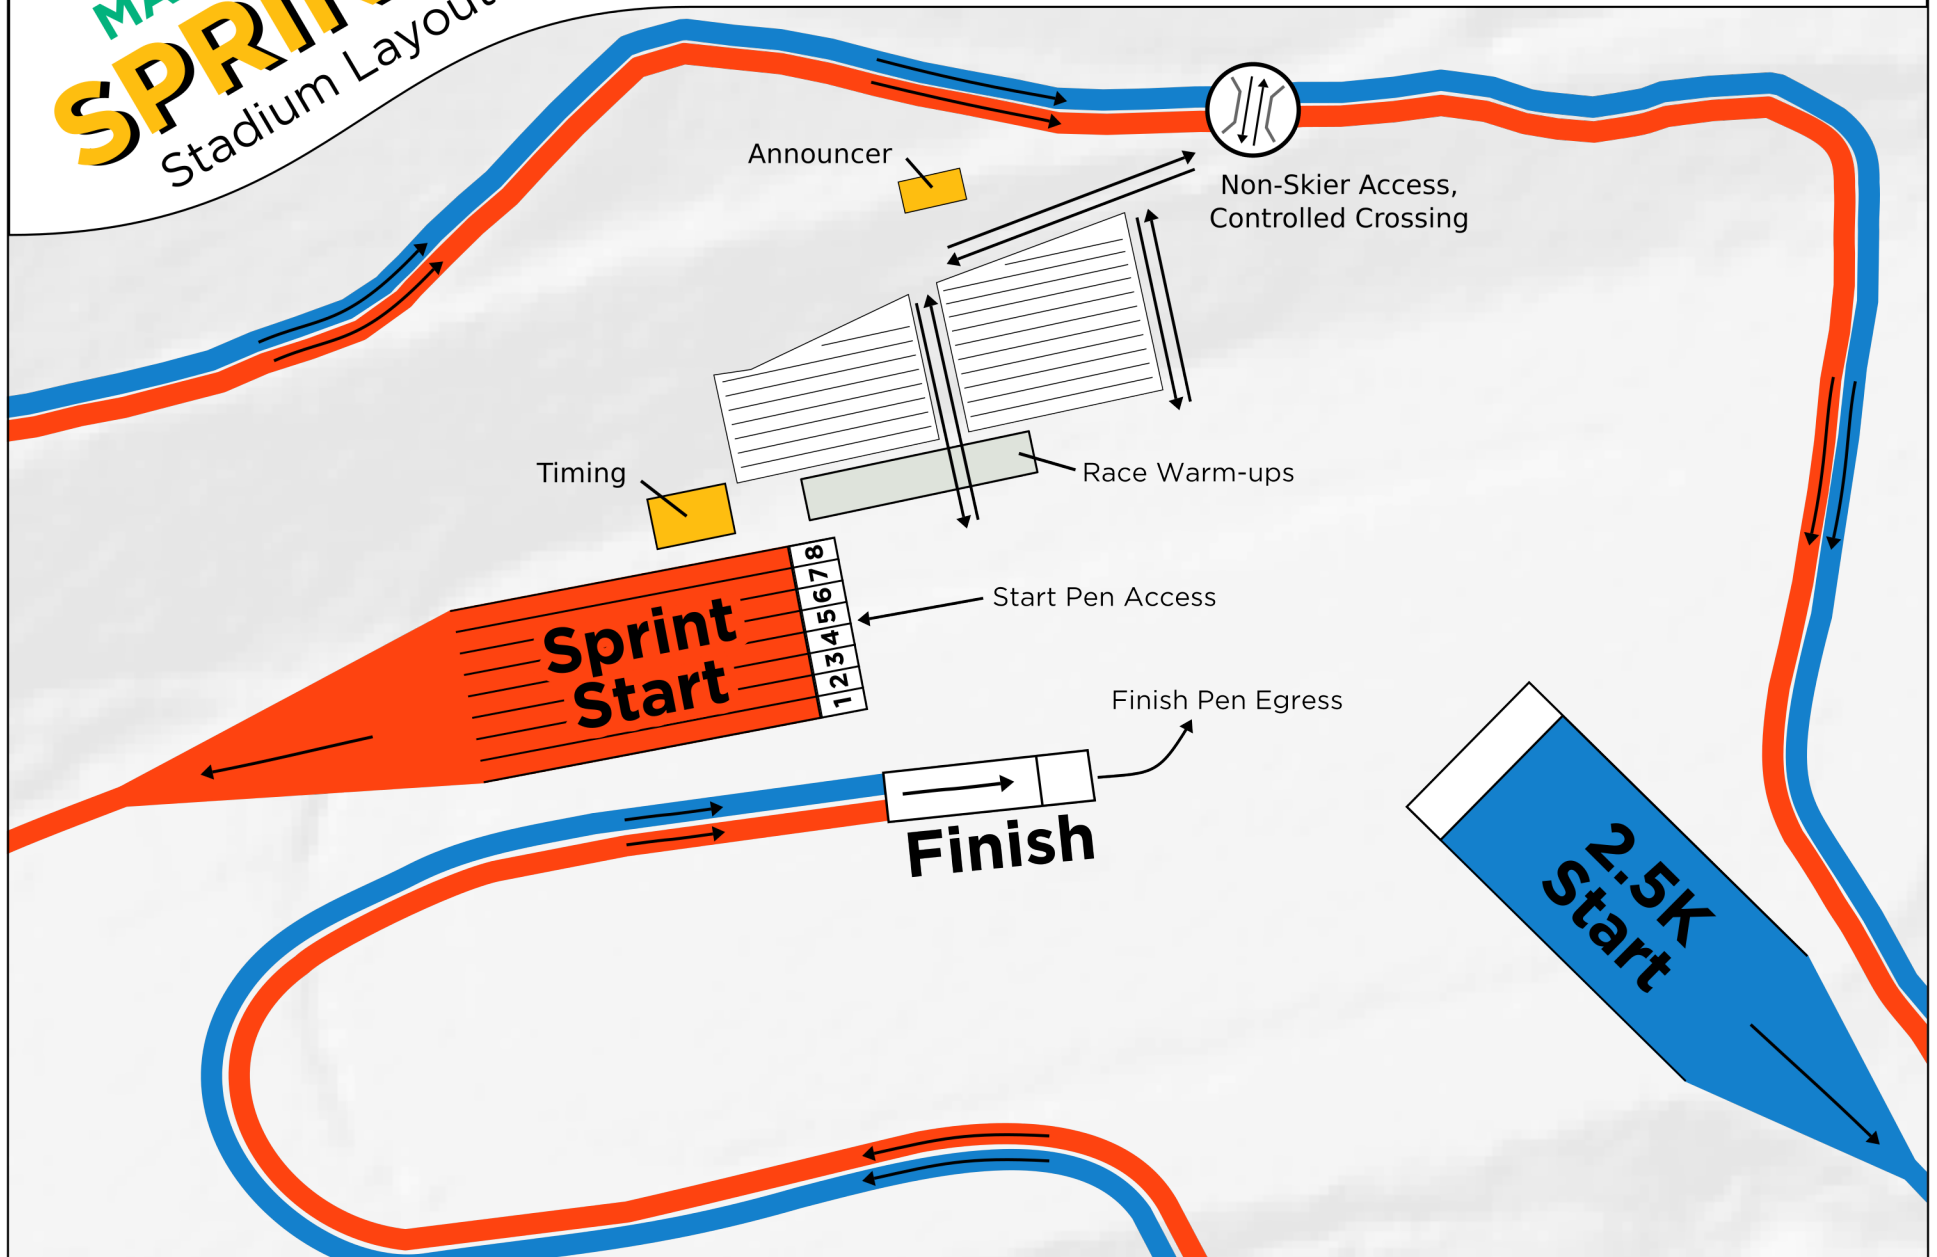 Stadium Layout
Announcer
Non-Skier Access,
Controlled Crossing
Timing
Race Warm-ups
8
7
6
5
4
3
2
1
Sprint
Start
Start Pen Access
Finish Pen Egress
Finish
2.5K
Start